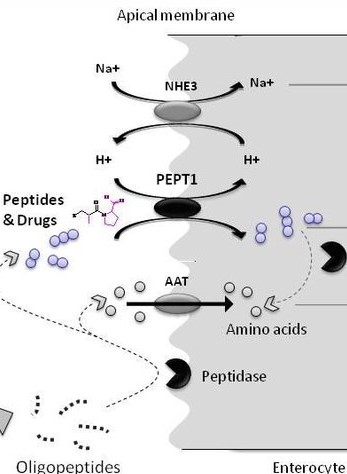 Apical membrane
Na+
NHE3
Na+
H+
H+
PEPT1
Peptides
& Drugs
AAT
Amino acids
Peptidase
Oligopeptides
Enterocyte